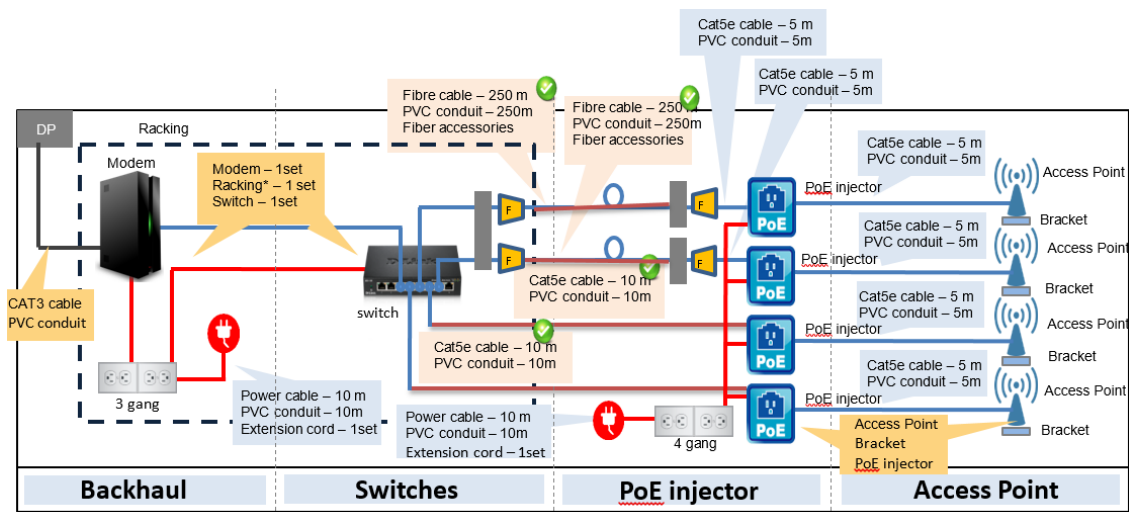 Cat5e cable – 5 m
PVC conduit – 5m
Cat5e cable – 5 m
PVC conduit – 5m
Fibre cable – 250 m
PVC conduit – 250m
Fiber accessories
Fibre cable – 250 m
PVC conduit – 250m
Fiber accessories
DP
Racking
Modem
Modem – 1set
Racking* – 1 set
Switch – 1set
Cat5e cable – 5 m
PVC conduit – 5m
PoE injector
Access Point
Bracket
F
PoE
Cat5e cable – 5 m
PVC conduit – 5m
PoE injector
Access Point
Bracket
F
PoE
CAT3 cable
PVC conduit
switch
Cat5e cable – 10 m
PVC conduit – 10m
Cat5e cable – 5 m
PVC conduit – 5m
PoE injector
Access Point
Bracket
PoE
Cat5e cable – 10 m
PVC conduit – 10m
Cat5e cable – 5 m
PVC conduit – 5m
PoE injector
Access Point
Bracket
PoE
3 gang
Power cable – 10 m
PVC conduit – 10m
Extension cord – 1set
Power cable – 10 m
PVC conduit – 10m
Extension cord – 1set
4 gang
Access Point
Bracket
PoE injector
Backhaul
Switches
PoE injector
Access Point